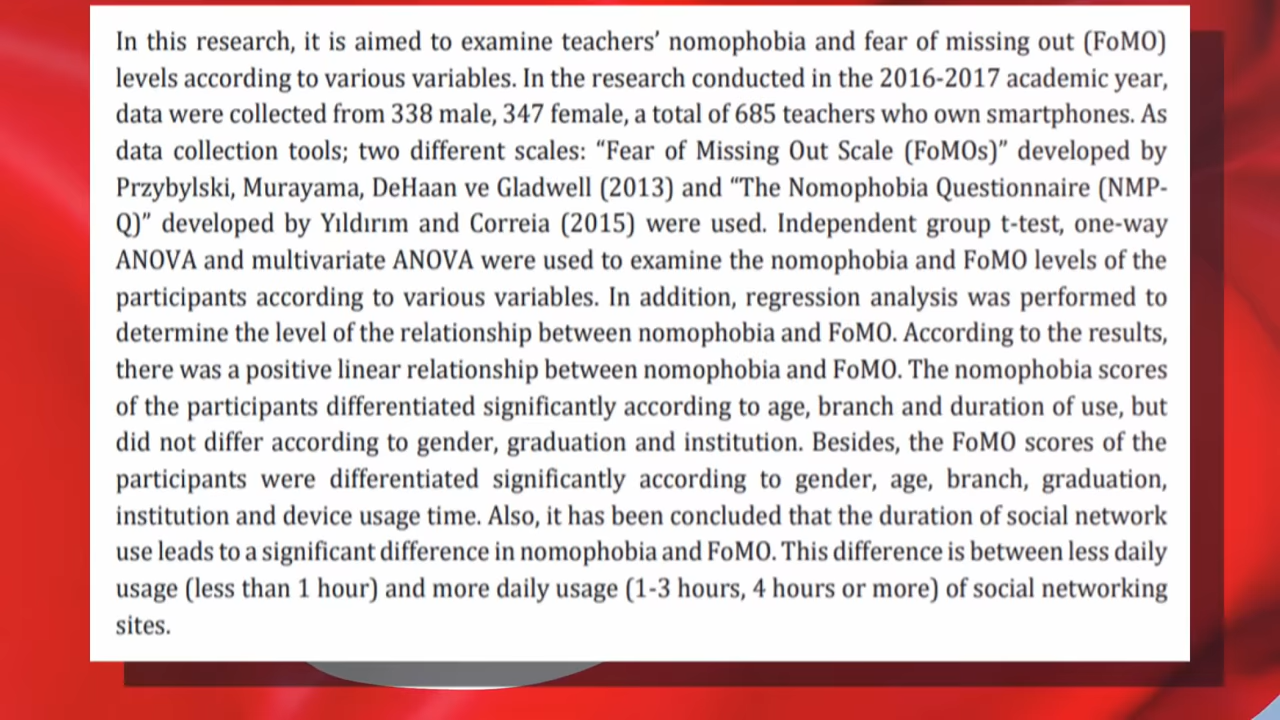 In this research, it is aimed to examine teachers’ nomophobia and fear of missing out (FoMO)
levels according to various variables. In the research conducted in the 2016-2017 academic year,
data were collected from 338 male, 347 female, a total of 685 teachers who own smartphones. As
data collection tools; two different scales: “Fear of Missing Out Scale (FoMOs)” developed by
Przybylski, Murayama, DeHaan ve Gladwell (2013) and “The Nomophobia Questionnaire (NMP-
Q)” developed by Yıldırım and Correia (2015) were used. Independent group t-test, one-way
ANOVA and multivariate ANOVA were used to examine the nomophobia and FoMO levels of the
participants according to various variables. In addition, regression analysis was performed to
determine the level of the relationship between nomophobia and FoMO. According to the results,
there was a positive linear relationship between nomophobia and FoMO. The nomophobia scores
of the participants differentiated significantly according to age, branch and duration of use, but
did not differ according to gender, graduation and institution. Besides, the FoMO scores of the
participants were differentiated significantly according to gender, age, branch, graduation,
institution and device usage time. Also, it has been concluded that the duration of social network
use leads to a significant difference in nomophobia and FoMO. This difference is between less daily
usage (less than 1 hour) and more daily usage (1-3 hours, 4 hours or more) of social networking
sites.